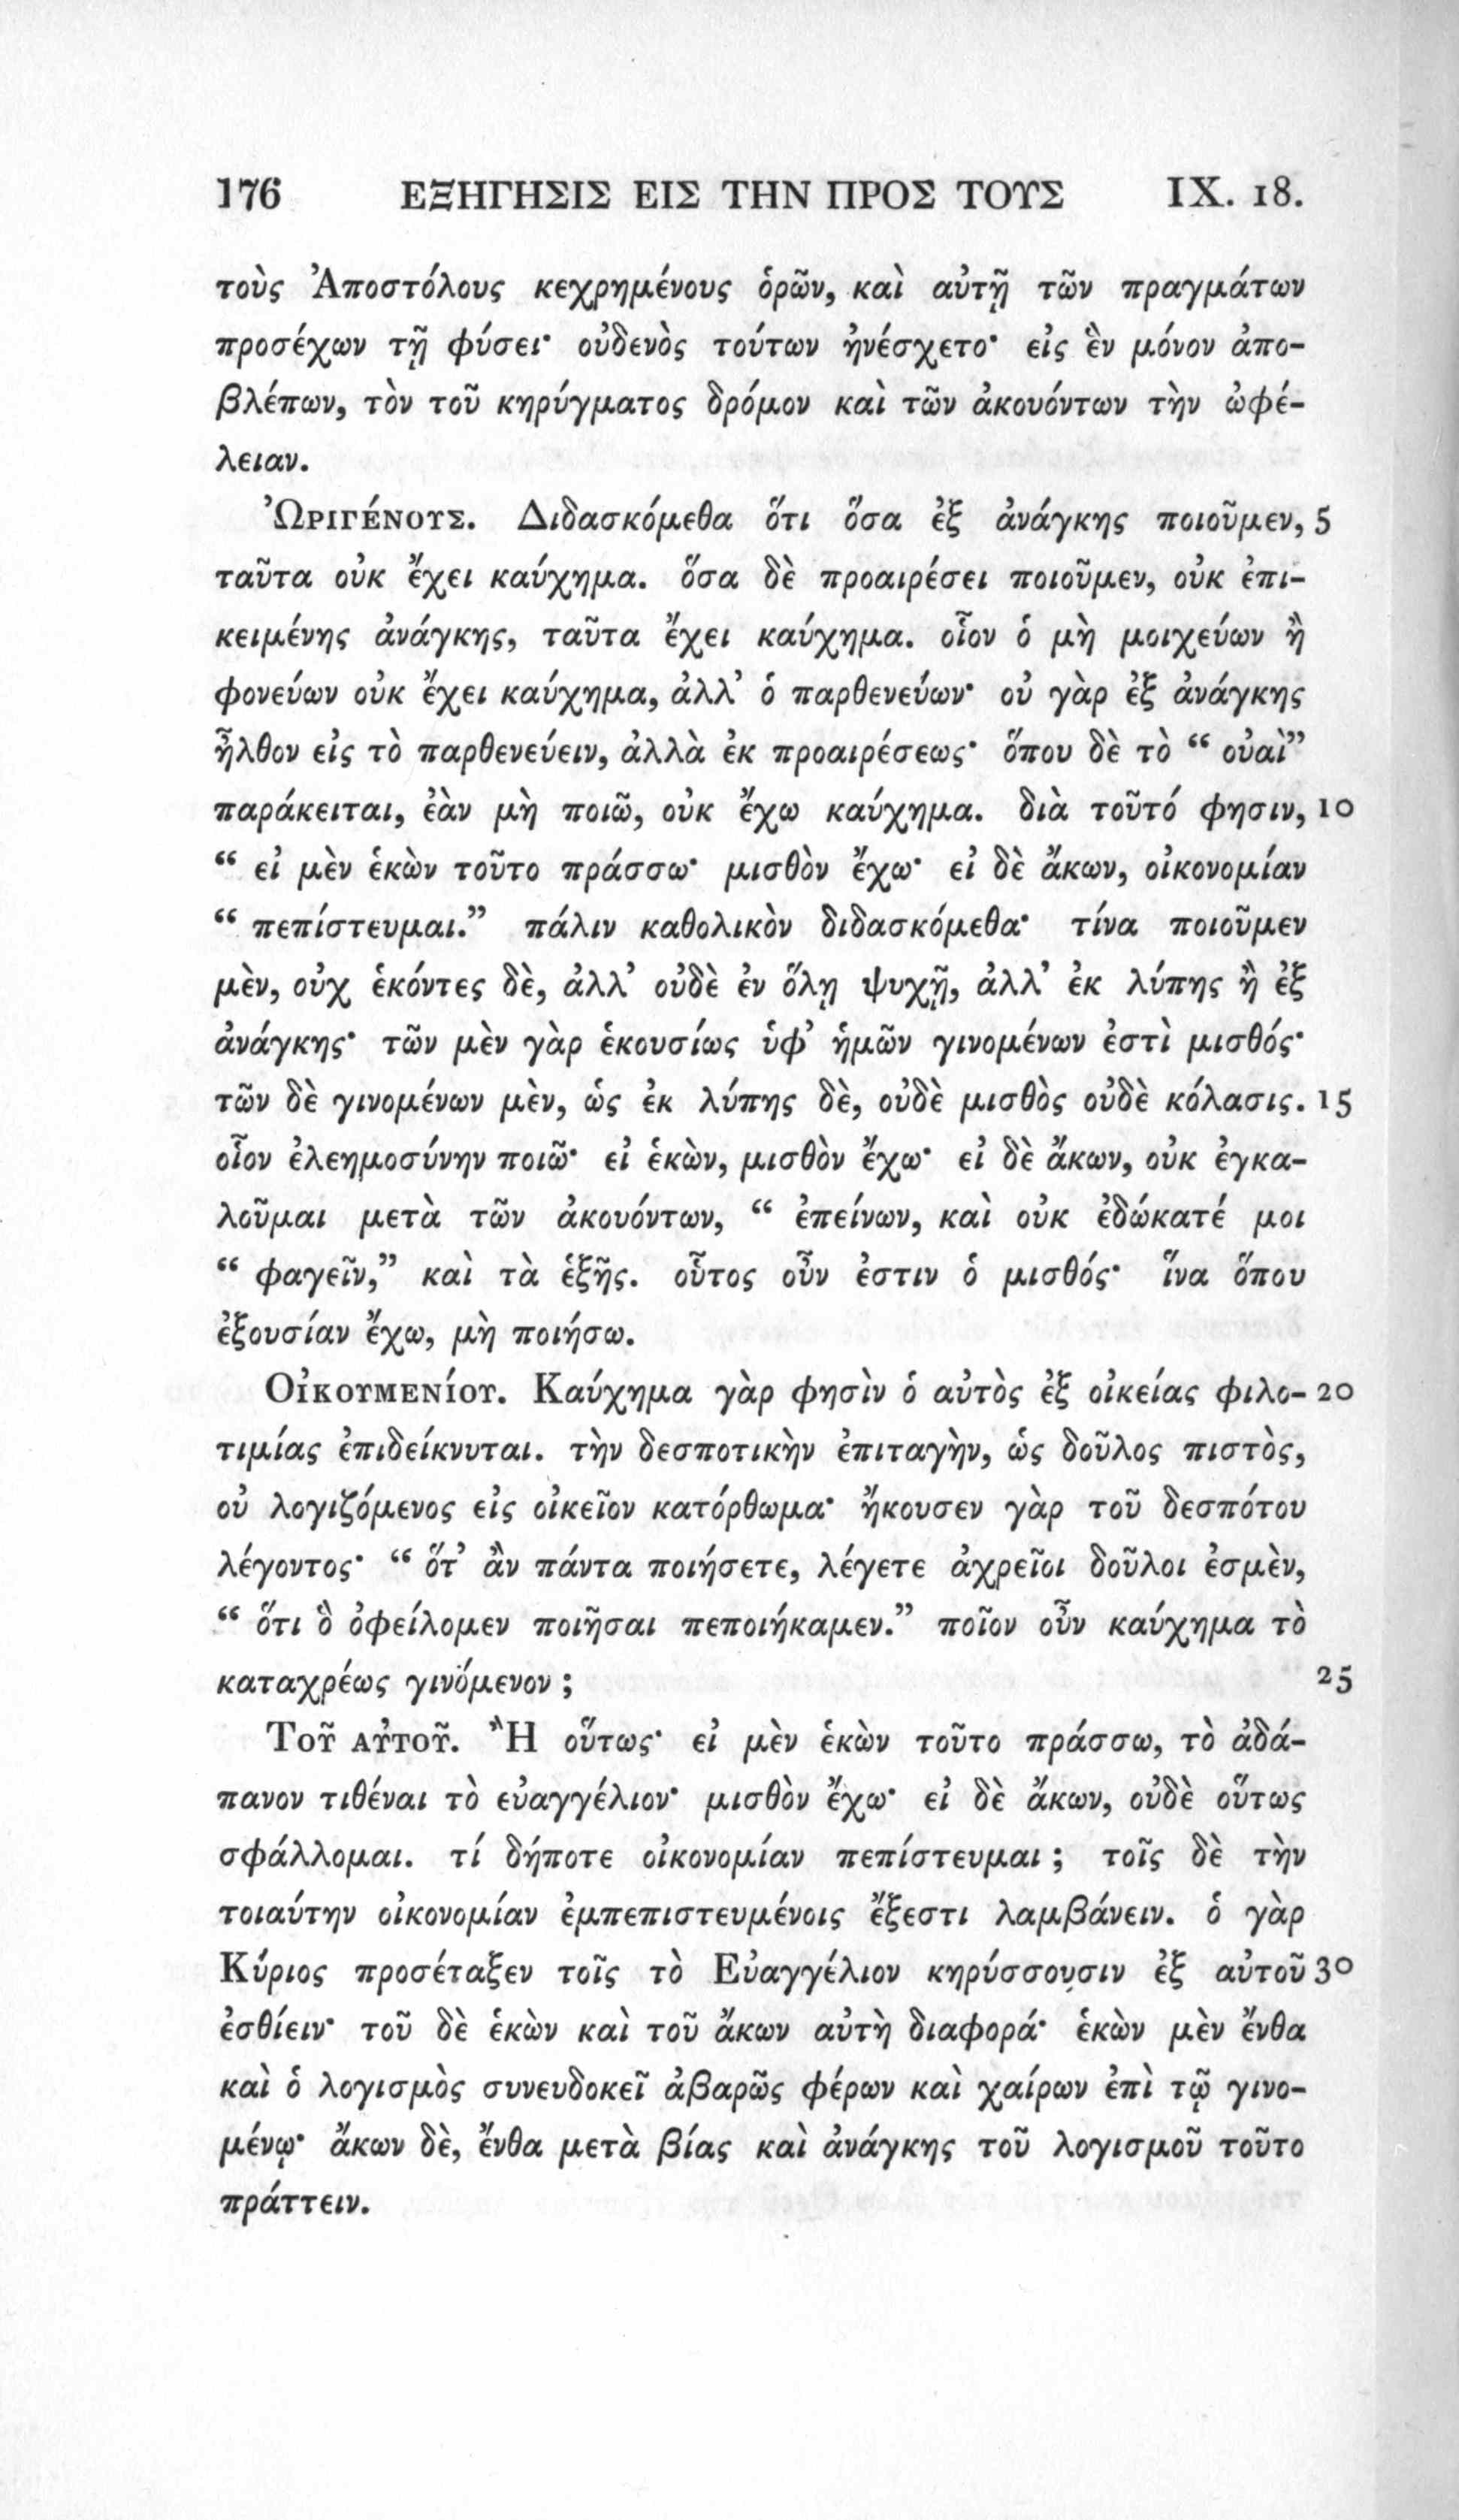 176 ΕΞΗΓΗΣΙΣ ΕΙΣ ΤΗΝ ΠΡΟΣ ΤΟΥΣ IX. 18.
τοὺς Ἀποστόλους κεχρημένους ὁρῶν, καὶ αὐτῇ τῶν πραγμάτων
προσέχων τῇ φύσει· οὐδενὸς τούτων ἠνέσχετο· εἰς ἓν μόνον ἀπο-
βλέπων, τὸν τοῦ κηρύγματος δρόμον καὶ τῶν ἀκουόντων τὴν ὠφέ-
λειαν.
Ὠριγένους. Διδασκόμεθα ὅτι ὅσα ἐξ ἀνάγκης ποιοῦμεν, 5
ταῦτα οὐκ ἔχει καύχημα. ὅσα δὲ προαιρέσει ποιοῦμεν, οὐκ ἐπι-
κειμένης ἀνάγκης, ταῦτα ἔχει καύχημα. οἷον ὁ μὴ μοιχεύων ἢ
φονεύων οὐκ ἔχει καύχημα, ἀλλ’ ὁ παρθενεύων· οὐ γὰρ ἐξ ἀνάγκης
ἦλθον εἰς τὸ παρθενεύειν, ἀλλὰ ἐκ προαιρέσεως· ὅπου δὲ τὸ “ οὐαὶ”
παράκειται, ἐὰν μὴ ποιῶ, οὐκ ἔχω καύχημα. διὰ τοῦτό φησιν, 10
“ εἰ μὲν ἑκὼν τοῦτο πράσσω· μισθὸν ἔχω· εἰ δὲ ἄκων, οἰκονομίαν
“ πεπίστευμαι.” πάλιν καθολικὸν διδασκόμεθα· τίνα ποιοῦμεν
μὲν, οὐχ ἑκόντες δὲ, ἀλλ’ οὐδὲ ἐν ὅλῃ ψυχῇ, ἀλλ’ ἐκ λύπης ἢ ἐξ
ἀνάγκης· τῶν μὲν γὰρ ἑκουσίως ὑφ’ ἡμῶν γινομένων ἐστὶ μισθός·
τῶν δὲ γινομένων μὲν, ὡς ἐκ λύπης δὲ, οὐδὲ μισθὸς οὐδὲ κόλασις. 15
οἷον ἐλεημοσύνην ποιῶ· εἰ ἑκὼν, μισθὸν ἔχω· εἰ δὲ ἄκων, οὐκ ἐγκα-
λοῦμαι μετὰ τῶν ἀκουόντων, “ ἐπείνων, καὶ οὐκ ἐδώκατέ μοι
“ φαγεῖν,” καὶ τὰ ἑξῆς. οὗτος οὖν ἐστιν ὁ μισθός· ἵνα ὅπου
ἐξουσίαν ἔχω, μὴ ποιήσω.
Οἰκουμενίου. Καύχημα γὰρ φησὶν ὁ αὐτὸς ἐξ οἰκείας φιλο- 20
τιμίας ἐπιδείκνυται. τὴν δεσποτικὴν ἐπιταγὴν, ὡς δοῦλος πιστὸς,
οὐ λογιζόμενος εἰς οἰκεῖον κατόρθωμα· ἤκουσεν γὰρ τοῦ δεσπότου
λέγοντος· “ ὅτ’ ἂν πάντα ποιήσετε, λέγετε ἀχρεῖοι δοῦλοι ἐσμὲν,
“ ὅτι ὃ ὀφείλομεν ποιῆσαι πεποιήκαμεν.” ποῖον οὖν καύχημα τὸ
καταχρέως γινόμενον ; 25
Τοῦ αὐτοῦ. Ἢ οὕτως· εἰ μὲν ἑκὼν τοῦτο πράσσω, τὸ ἀδά-
πανον τιθέναι τὸ εὐαγγέλιον· μισθὸν ἔχω· εἰ δὲ ἄκων, οὐδὲ οὕτως
σφάλλομαι. τί δήποτε οἰκονομίαν πεπίστευμαι ; τοῖς δὲ τὴν
τοιαύτην οἰκονομίαν ἐμπεπιστευμένοις ἔξεστι λαμβάνειν. ὁ γὰρ
Κύριος προσέταξεν τοῖς τὸ Εὐαγγέλιον κηρύσσουσιν ἐξ αὐτοῦ 30
ἐσθίειν· τοῦ δὲ ἑκὼν καὶ τοῦ ἄκων αὐτὴ διαφορά· ἑκὼν μὲν ἔνθα
καὶ ὁ λογισμὸς συνευδοκεῖ ἀβαρῶς φέρων καὶ χαίρων ἐπὶ τῷ γινο-
μένῳ· ἄκων δὲ, ἔνθα μετὰ βίας καὶ ἀνάγκης τοῦ λογισμοῦ τοῦτο
πράττειν.